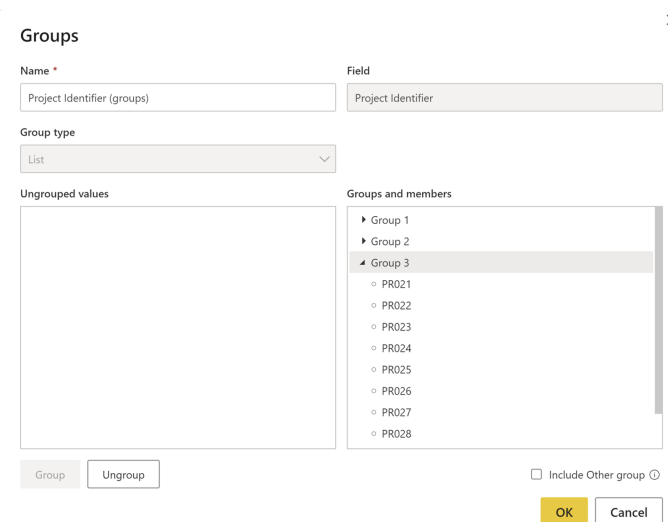 Groups
Name *
Field
Project Identifier (groups)
Project Identifier
Group type
List
Ungrouped values
Groups and members
Group 1
Group 2
Group 3
PR021
PR022
PR023
PR024
PR025
PR026
PR027
PR028
Group
Ungroup
Include Other group
OK
Cancel